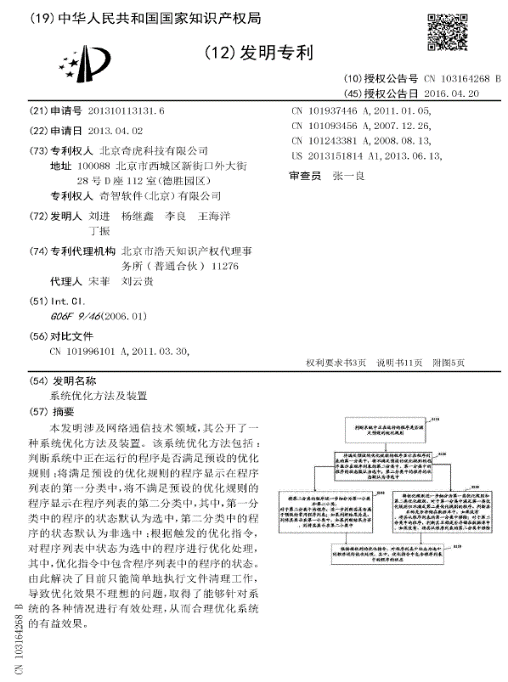 (19)中华人民共和国国家知识产权局
(12)发明专利
(10)授权公告号 CN 103164268 B
(45)授权公告日 2016.04.20
(21)申请号 201310113131.6
(22)申请日 2013.04.02
(73)专利权人 北京奇虎科技有限公司
地址 100088 北京市西城区新街口外大街
28号D座112室(德胜园区)
专利权人 奇智软件(北京)有限公司
(72)发明人 刘进 杨继鑫 李良 王海洋
丁振
(74)专利代理机构 北京市浩天知识产权代理事
务所(普通合伙) 11276
代理人 宋菲 刘云贵
(51)Int.Cl.
G06F 9/46(2006.01)
(56)对比文件
CN 101996101 A,2011.03.30,
CN 101937446 A,2011.01.05,
CN 101093456 A,2007.12.26,
CN 101243381 A,2008.08.13,
US 2013151814 A1,2013.06.13,
审查员 张一良
权利要求书3页 说明书11页 附图5页
(54)发明名称
系统优化方法及装置
(57)摘要
本发明涉及网络通信技术领域,其公开了一
种系统优化方法及装置。该系统优化方法包括:
判断系统中正在运行的程序是否满足预设的优化
规则;将满足预设的优化规则的程序显示在程序
列表的第一分类中,将不满足预设的优化规则的
程序显示在程序列表的第二分类中,其中,第一分
类中的程序的状态默认为选中,第二分类中的程
序的状态默认为非选中;根据触发的优化指令,
对程序列表中状态为选中的程序进行优化处理,
其中,优化指令中包含程序列表中的程序的状态。
由此解决了目前只能简单地执行文件清理工作,
导致优化效果不理想的问题,取得了能够针对系
统的各种情况进行有效处理,从而合理优化系统
的有益效果。
CN 103164268 B